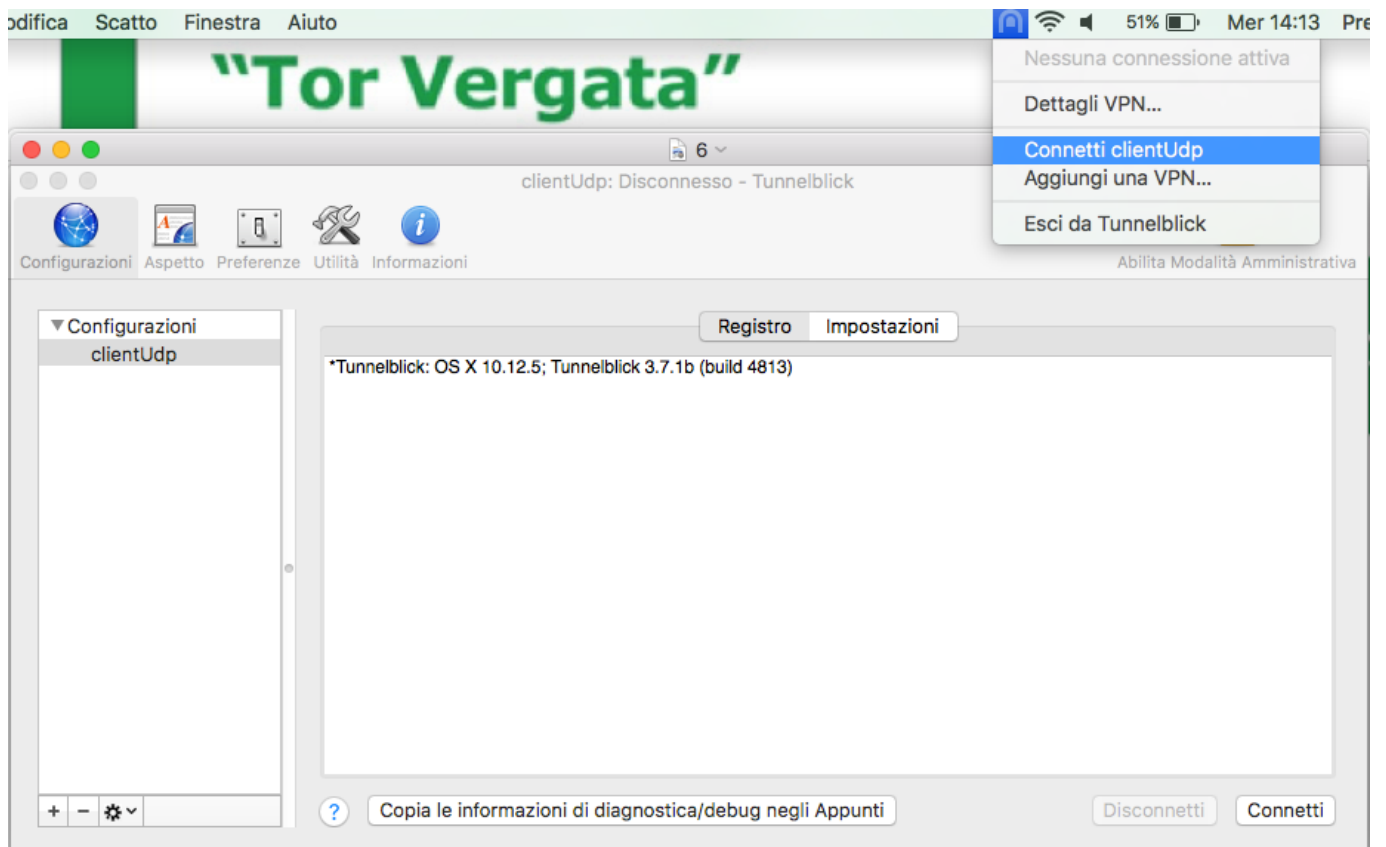 odifica Scatto Finestra Aiuto 51% Mer 14:13 Pre
"Tor Vergata"
Nessuna connessione attiva
Dettagli VPN...
Connetti clientUdp
Aggiungi una VPN...
Esci da Tunnelblick
6
clientUdp: Disconnesso - Tunnelblick
Configurazioni Aspetto Preferenze Utilità Informazioni Abilita Modalità Amministrativa
Configurazioni
clientUdp
Registro Impostazioni
*Tunnelblick: OS X 10.12.5; Tunnelblick 3.7.1b (build 4813)
+ − ? Copia le informazioni di diagnostica/debug negli Appunti Disconnetti Connetti